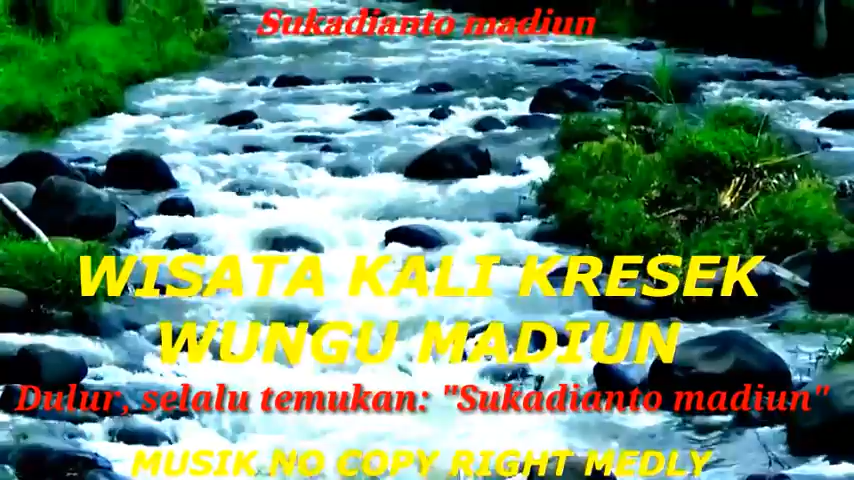 Sukadianto madiun
WISATA KALI KRESEK
WUNGU MADIUN
Dulur, selalu temukan: "Sukadianto madiun"
MUSIK NO COPY RIGHT MEDLY